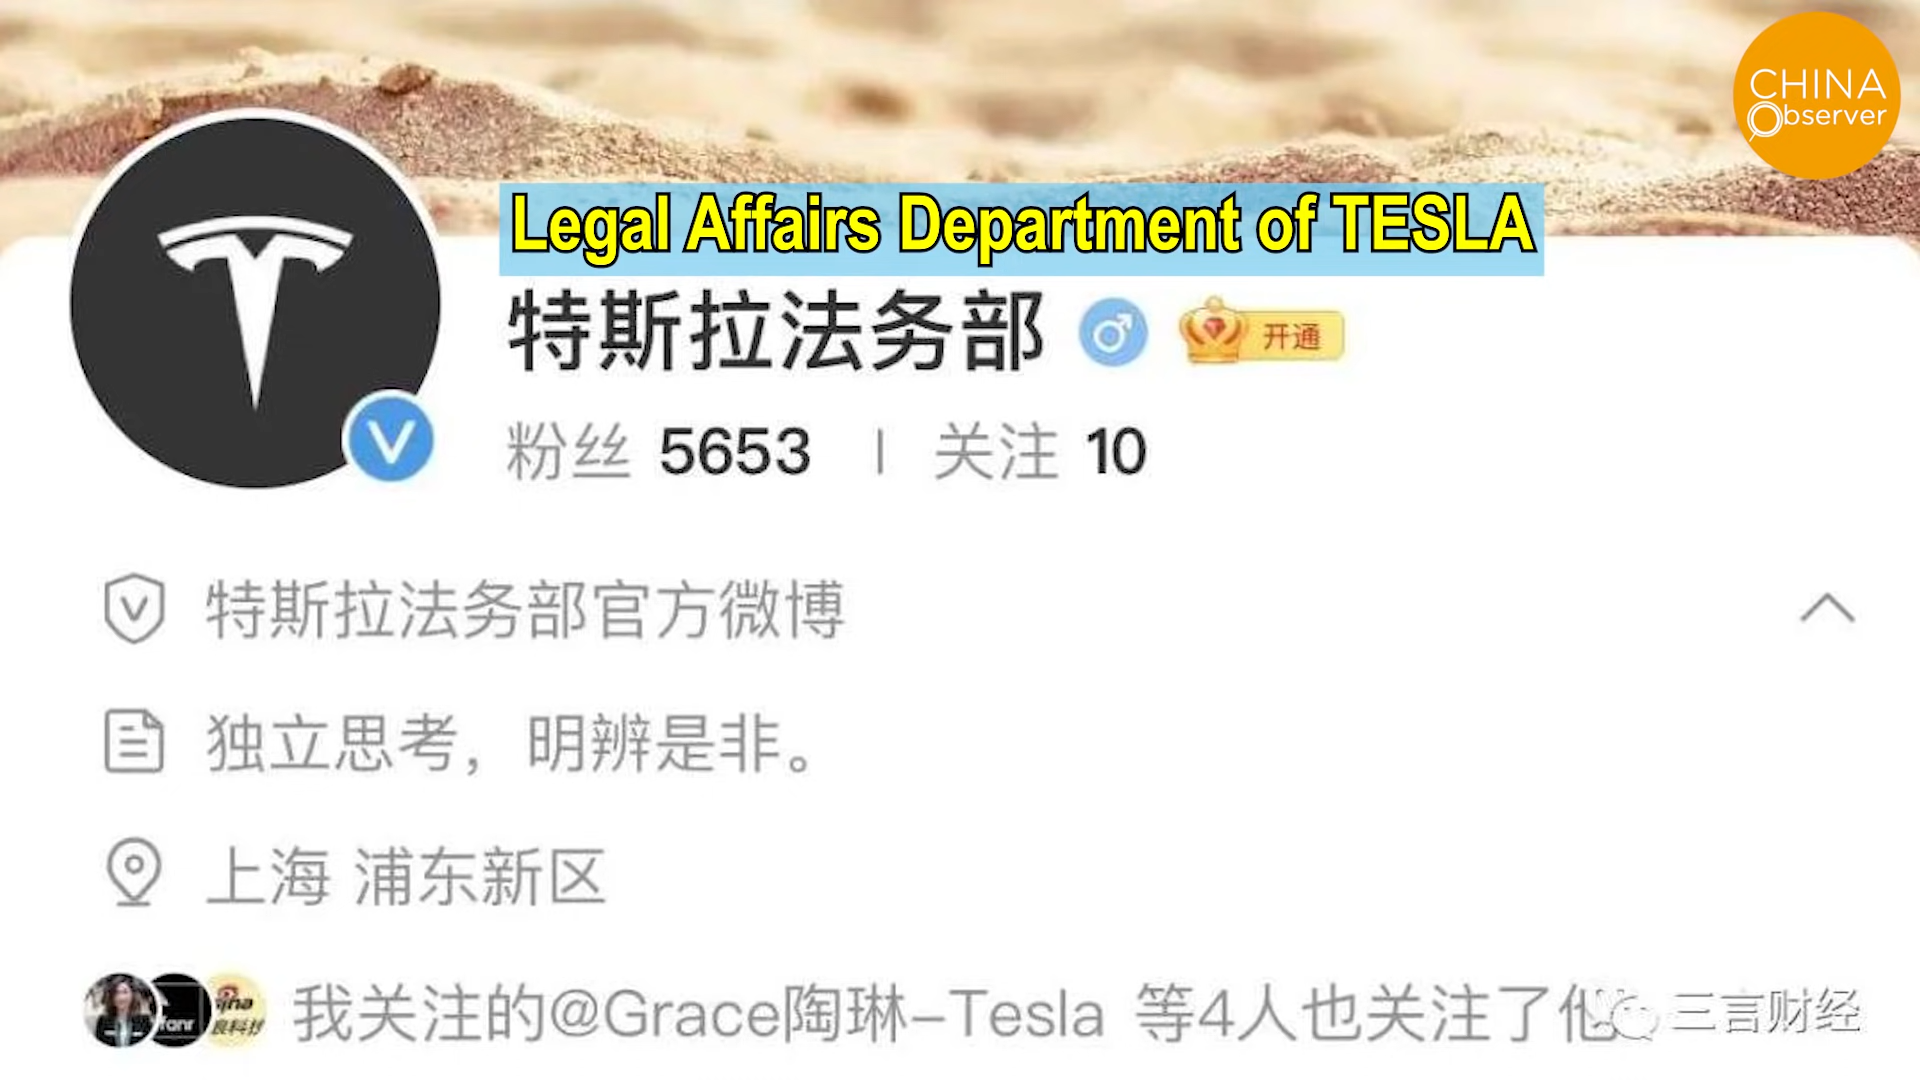 CHINA
Observer
Legal Affairs Department of TESLA
特斯拉法务部 开通
粉丝 5653 | 关注 10
特斯拉法务部官方微博
独立思考，明辨是非。
上海 浦东新区
我关注的@Grace陶琳-Tesla 等4人也关注了他
三言财经